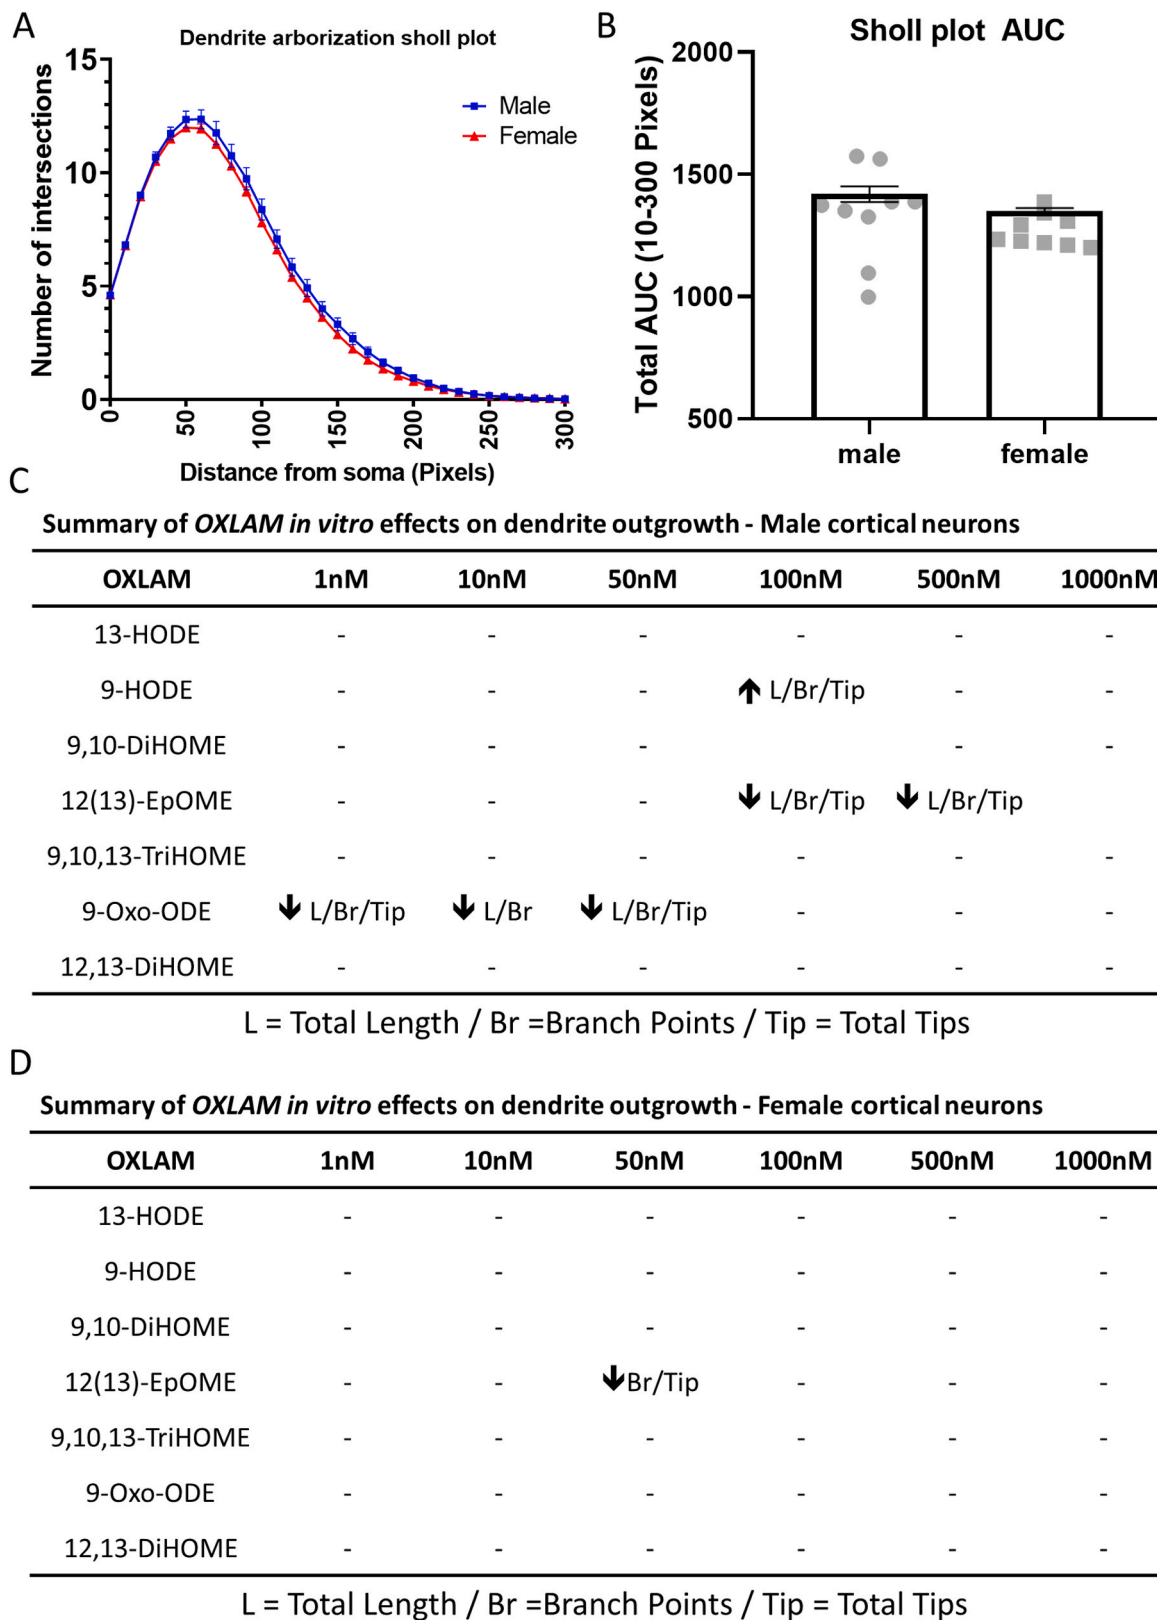 A
Dendrite arborization sholl plot
15
10
5
0
Number of intersections
Male
Female
0
50
100
150
200
250
300
Distance from soma (Pixels)
B
Sholl plot AUC
2000
1500
1000
500
Total AUC (10-300 Pixels)
male female
C
Summary of OXLAM in vitro effects on dendrite outgrowth - Male cortical neurons
OXLAM 1nM 10nM 50nM 100nM 500nM 1000nM
13-HODE - - - - - -
9-HODE - - - ↑ L/Br/Tip - -
9,10-DiHOME - - - - -
12(13)-EpOME - - - ↓ L/Br/Tip ↓ L/Br/Tip
9,10,13-TriHOME - - - - - -
9-Oxo-ODE ↓ L/Br/Tip ↓ L/Br ↓ L/Br/Tip - - -
12,13-DiHOME - - - - - -
L = Total Length / Br =Branch Points / Tip = Total Tips
D
Summary of OXLAM in vitro effects on dendrite outgrowth - Female cortical neurons
OXLAM 1nM 10nM 50nM 100nM 500nM 1000nM
13-HODE - - - - - -
9-HODE - - - - - -
9,10-DiHOME - - - - - -
12(13)-EpOME - - ↓Br/Tip - - -
9,10,13-TriHOME - - - - - -
9-Oxo-ODE - - - - - -
12,13-DiHOME - - - - - -
L = Total Length / Br =Branch Points / Tip = Total Tips